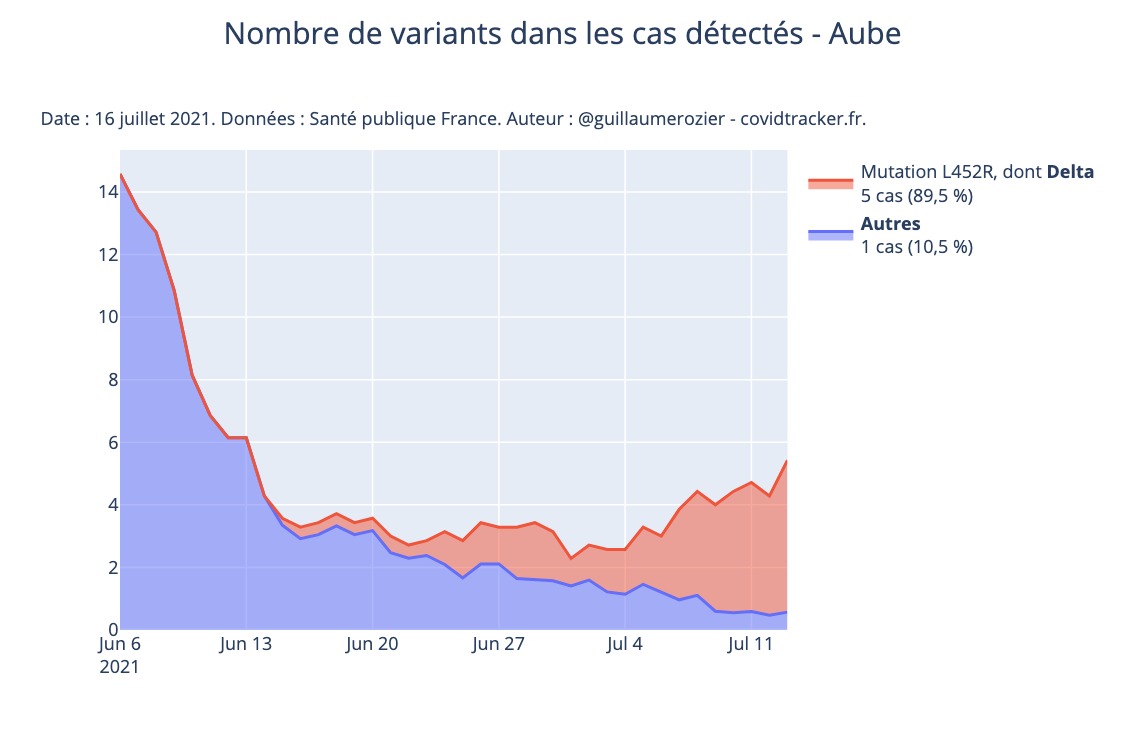 Nombre de variants dans les cas détectés - Aube
Date : 16 juillet 2021. Données : Santé publique France. Auteur : @guillaumerozier - covidtracker.fr.
Mutation L452R, dont Delta
5 cas (89,5 %)
Autres
1 cas (10,5 %)
14
12
10
8
6
4
2
0
Jun 6
2021
Jun 13
Jun 20
Jun 27
Jul 4
Jul 11